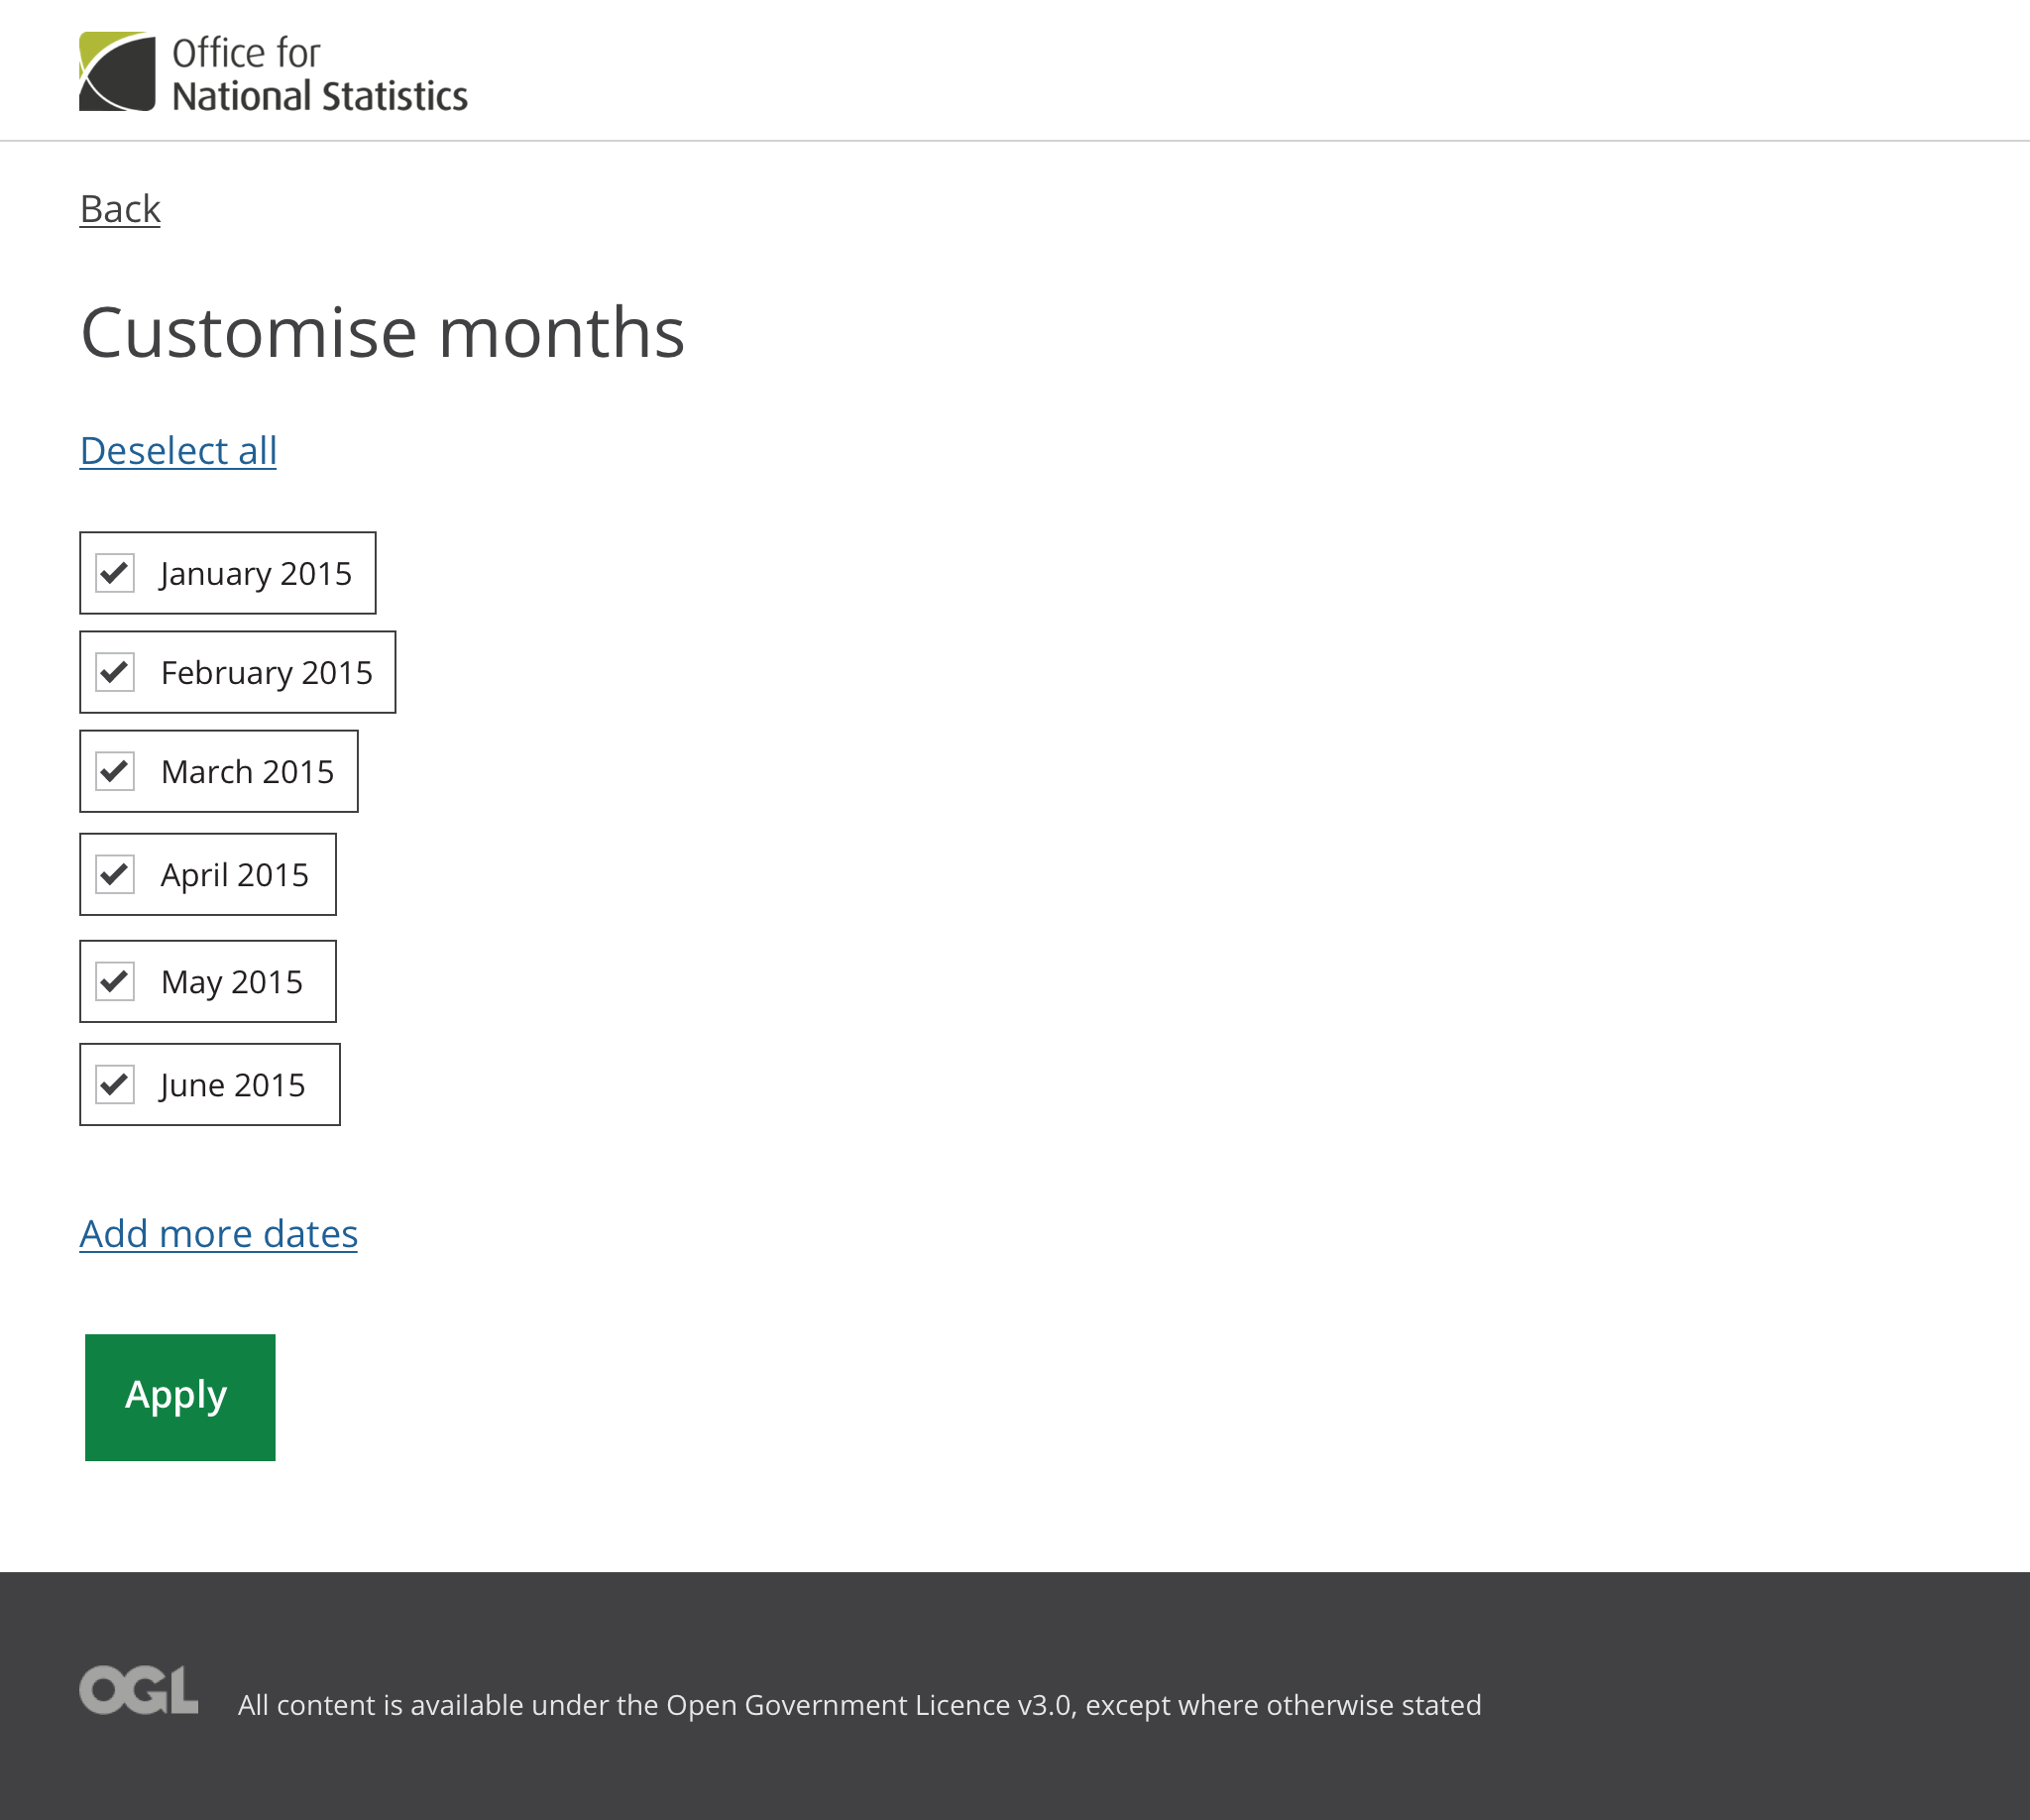 Office for
National Statistics
Back
Customise months
Deselect all
January 2015
February 2015
March 2015
April 2015
May 2015
June 2015
Add more dates
Apply
OGL
All content is available under the Open Government Licence v3.0, except where otherwise stated